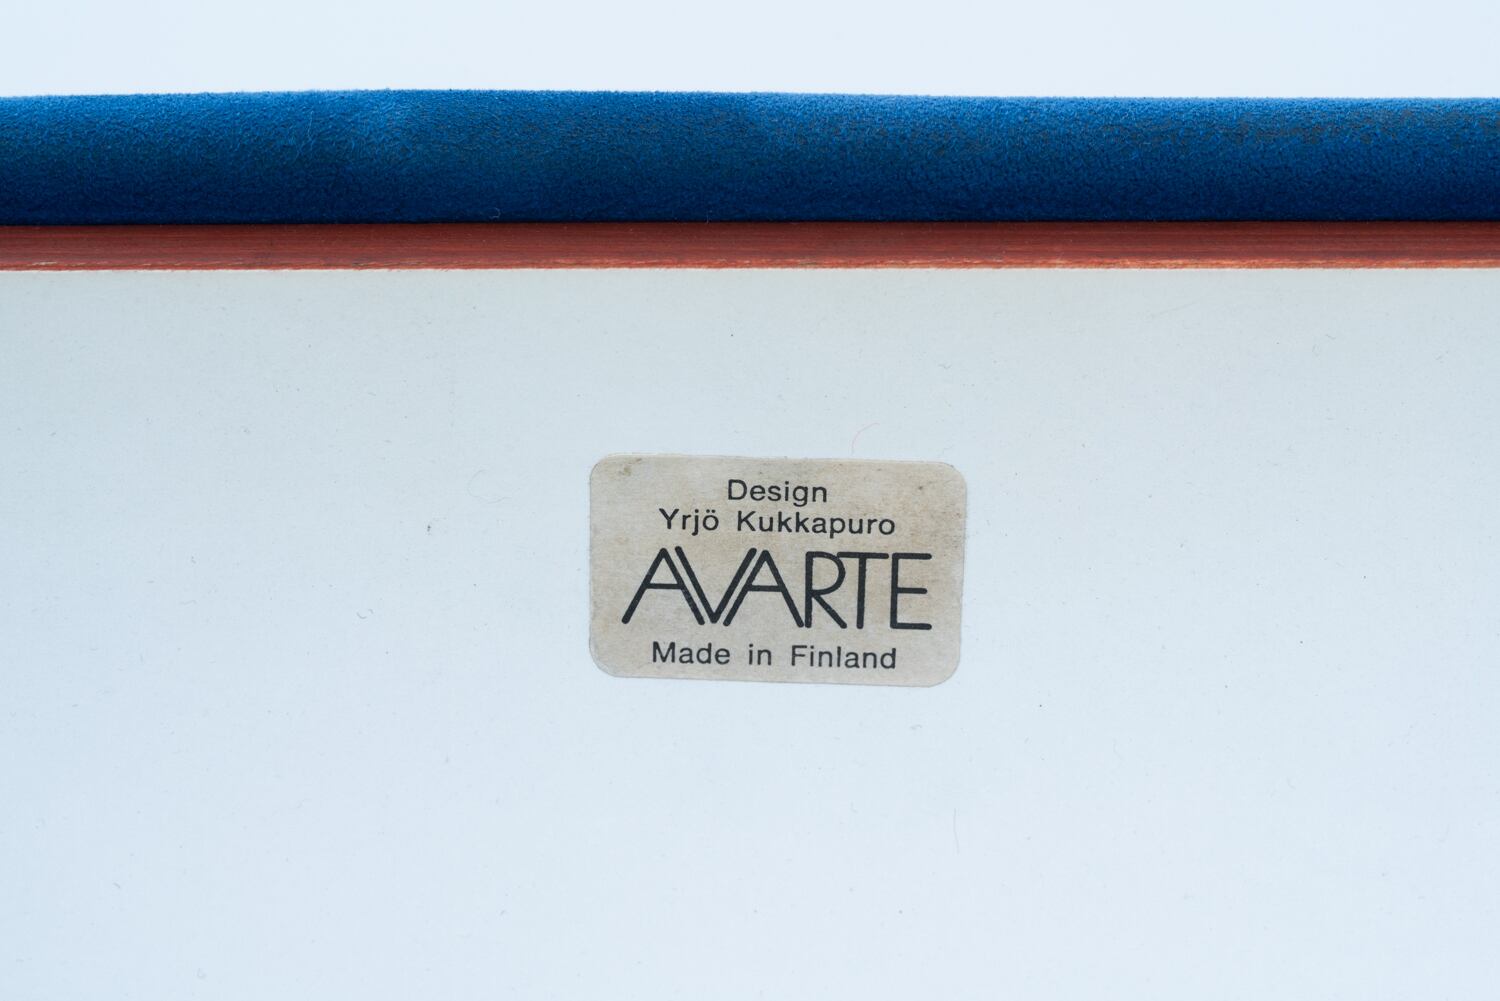 Design
Yrjö Kukkapuro
AVARTE
Made in Finland